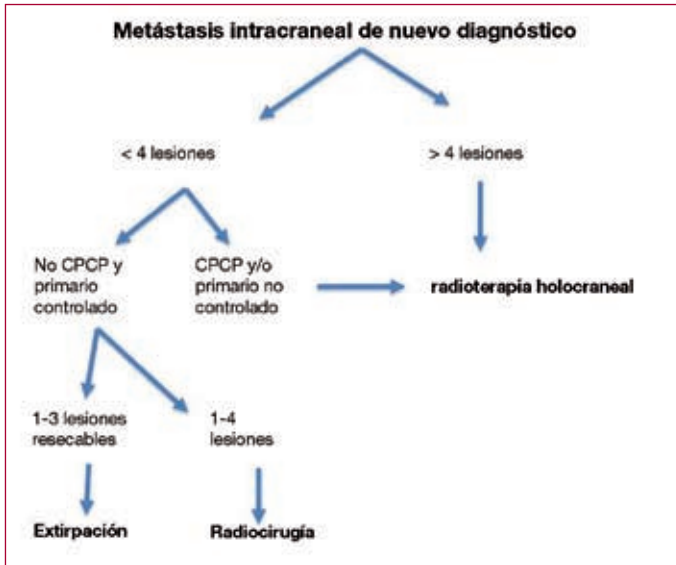 Metástasis intracraneal de nuevo diagnóstico
< 4 lesiones
> 4 lesiones
No CPCP y
primario
controlado
CPCP y/o
primario no
controlado
radioterapia holocraneal
1-3 lesiones
resecables
1-4
lesiones
Extirpación
Radiocirugía